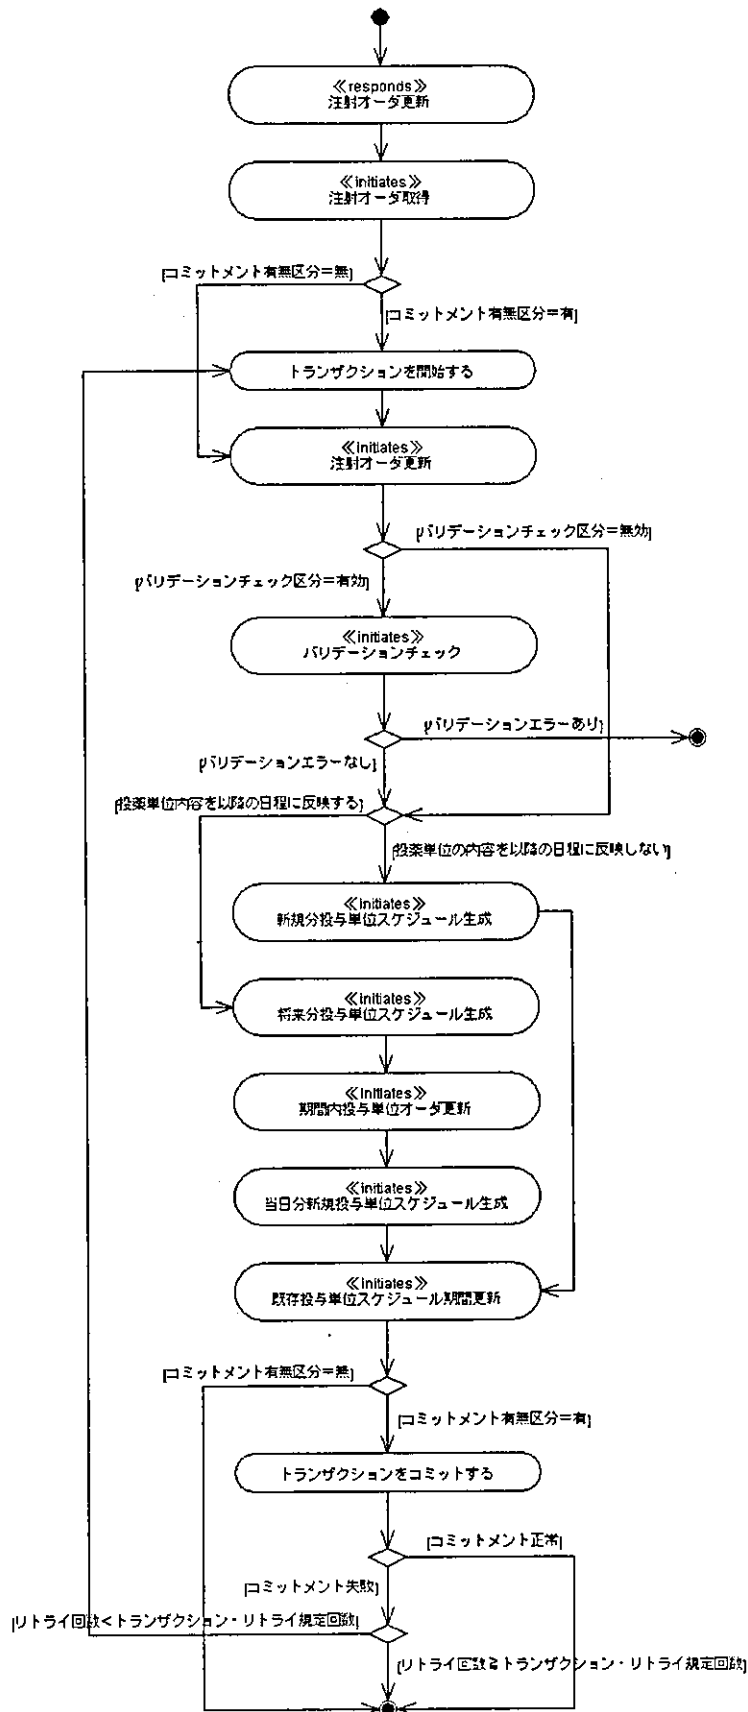 ≪responds≫
注射オーダ更新
≪initiates≫
注射オーダ取得
[コミットメント有無区分＝無]
[コミットメント有無区分＝有]
トランザクションを開始する
≪initiates≫
注射オーダ更新
[バリデーションチェック区分＝無効]
[バリデーションチェック区分＝有効]
≪initiates≫
バリデーションチェック
[バリデーションエラーあり]
[バリデーションエラーなし]
[投薬単位内容を以降の日程に反映する]
[投薬単位の内容を以降の日程に反映しない]
≪initiates≫
新規分投与単位スケジュール生成
≪initiates≫
将来分投与単位スケジュール生成
≪initiates≫
期間内投与単位オーダ更新
≪initiates≫
当日分新規投与単位スケジュール生成
≪initiates≫
既存投与単位スケジュール期間更新
[コミットメント有無区分＝無]
[コミットメント有無区分＝有]
トランザクションをコミットする
[コミットメント正常]
[コミットメント失敗]
[リトライ回数＜トランザクション・リトライ規定回数]
[リトライ回数≧トランザクション・リトライ規定回数]